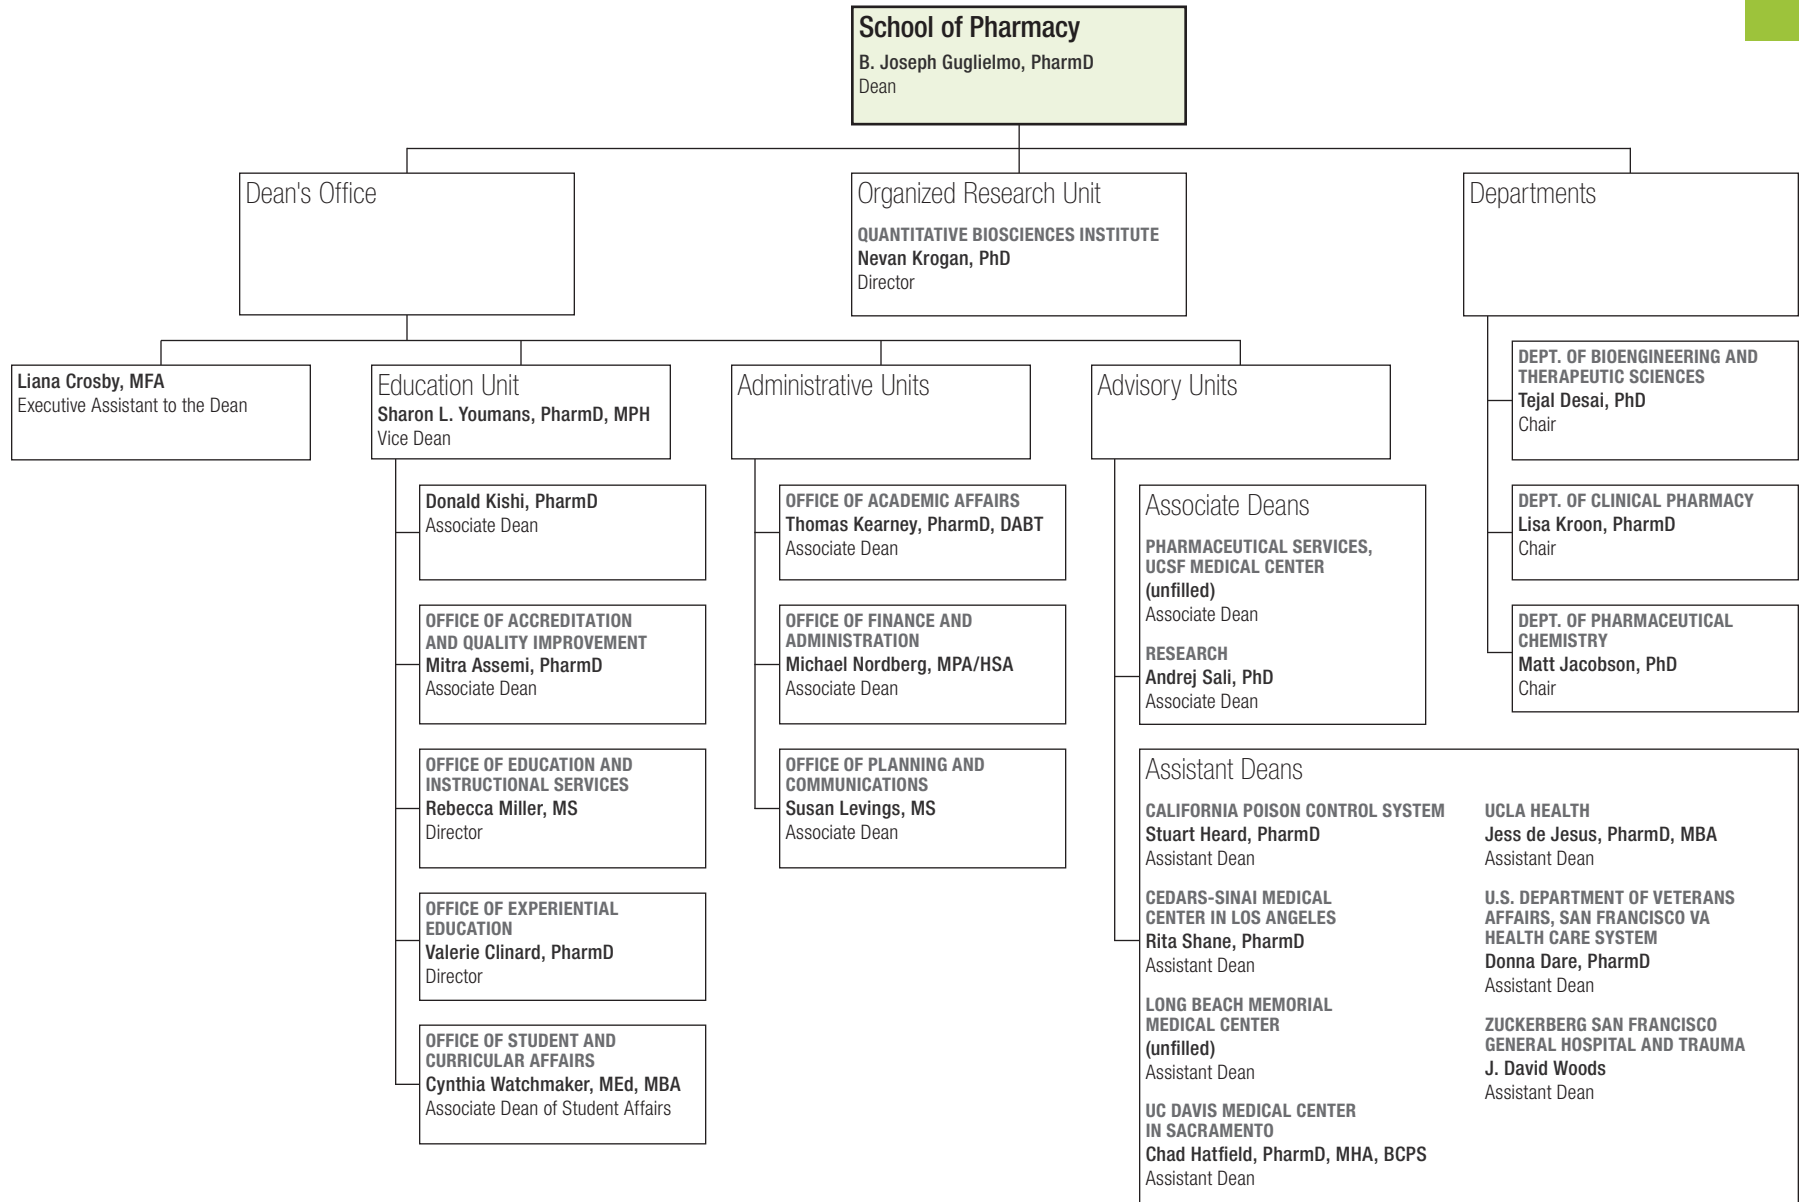 School of Pharmacy
B. Joseph Guglielmo, PharmD
Dean
Dean's Office
Organized Research Unit
QUANTITATIVE BIOSCIENCES INSTITUTE
Nevan Krogan, PhD
Director
Departments
Liana Crosby, MFA
Executive Assistant to the Dean
Education Unit
Sharon L. Youmans, PharmD, MPH
Vice Dean
Donald Kishi, PharmD
Associate Dean
OFFICE OF ACCREDITATION
AND QUALITY IMPROVEMENT
Mitra Assemi, PharmD
Associate Dean
OFFICE OF EDUCATION AND
INSTRUCTIONAL SERVICES
Rebecca Miller, MS
Director
OFFICE OF EXPERIENTIAL
EDUCATION
Valerie Clinard, PharmD
Director
OFFICE OF STUDENT AND
CURRICULAR AFFAIRS
Cynthia Watchmaker, MEd, MBA
Associate Dean of Student Affairs
Administrative Units
OFFICE OF ACADEMIC AFFAIRS
Thomas Kearney, PharmD, DABT
Associate Dean
OFFICE OF FINANCE AND
ADMINISTRATION
Michael Nordberg, MPA/HSA
Associate Dean
OFFICE OF PLANNING AND
COMMUNICATIONS
Susan Levings, MS
Associate Dean
Advisory Units
Associate Deans
PHARMACEUTICAL SERVICES,
UCSF MEDICAL CENTER
(unfilled)
Associate Dean
RESEARCH
Andrej Sali, PhD
Associate Dean
Assistant Deans
CALIFORNIA POISON CONTROL SYSTEM
Stuart Heard, PharmD
Assistant Dean
CEDARS-SINAI MEDICAL
CENTER IN LOS ANGELES
Rita Shane, PharmD
Assistant Dean
LONG BEACH MEMORIAL
MEDICAL CENTER
(unfilled)
Assistant Dean
UC DAVIS MEDICAL CENTER
IN SACRAMENTO
Chad Hatfield, PharmD, MHA, BCPS
Assistant Dean
UCLA HEALTH
Jess de Jesus, PharmD, MBA
Assistant Dean
U.S. DEPARTMENT OF VETERANS
AFFAIRS, SAN FRANCISCO VA
HEALTH CARE SYSTEM
Donna Dare, PharmD
Assistant Dean
ZUCKERBERG SAN FRANCISCO
GENERAL HOSPITAL AND TRAUMA
J. David Woods
Assistant Dean
DEPT. OF BIOENGINEERING AND
THERAPEUTIC SCIENCES
Tejal Desai, PhD
Chair
DEPT. OF CLINICAL PHARMACY
Lisa Kroon, PharmD
Chair
DEPT. OF PHARMACEUTICAL
CHEMISTRY
Matt Jacobson, PhD
Chair